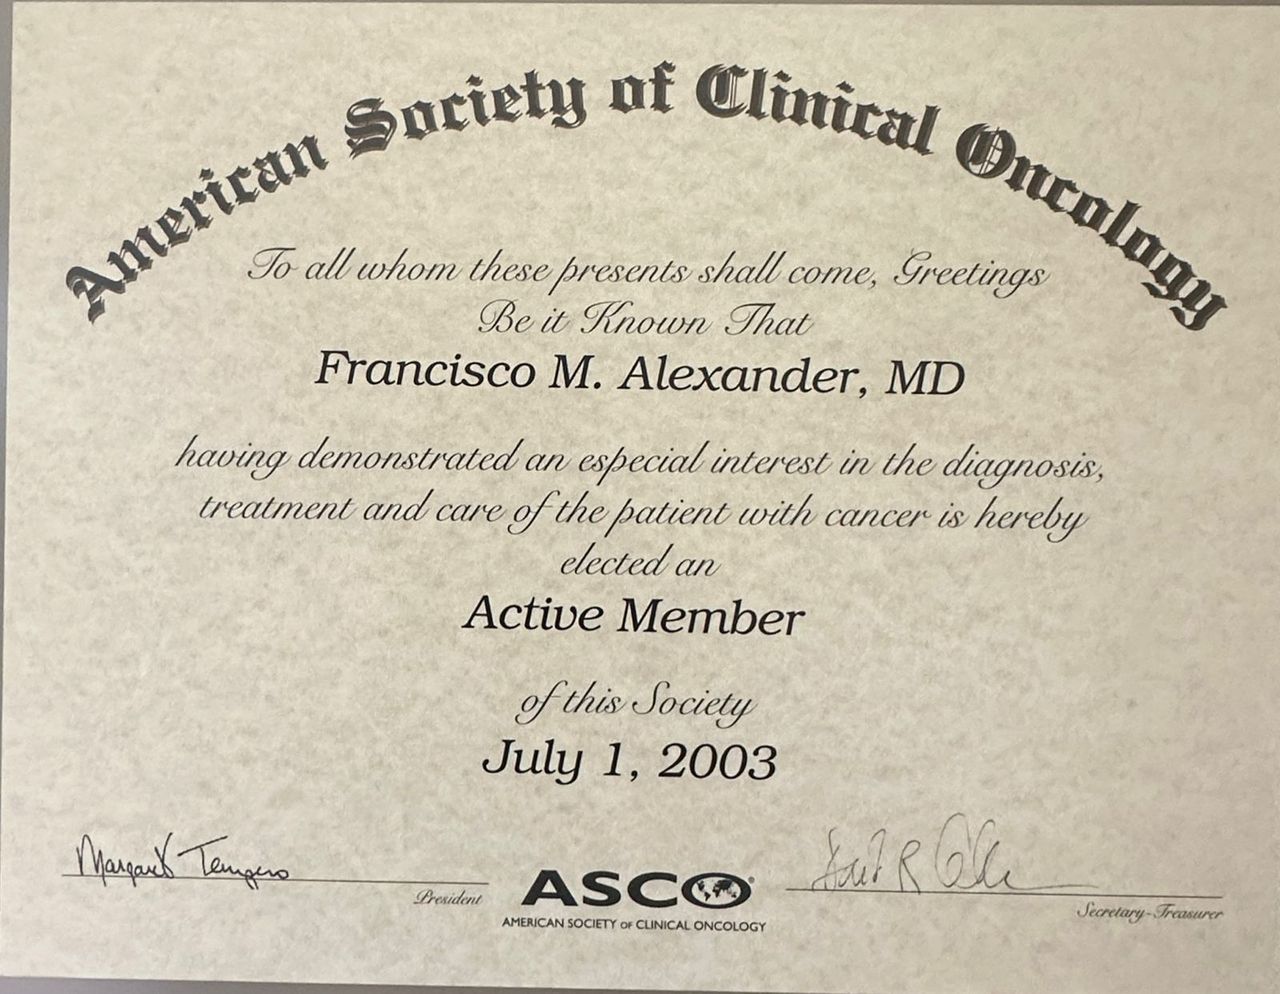 American Society of Clinical Oncology
To all whom these presents shall come, Greetings
Be it Known That
Francisco M. Alexander, MD
having demonstrated an especial interest in the diagnosis,
treatment and care of the patient with cancer is hereby
elected an
Active Member
of this Society
July 1, 2003
Margaret Tempero
President
ASCO®
AMERICAN SOCIETY OF CLINICAL ONCOLOGY
Secretary-Treasurer